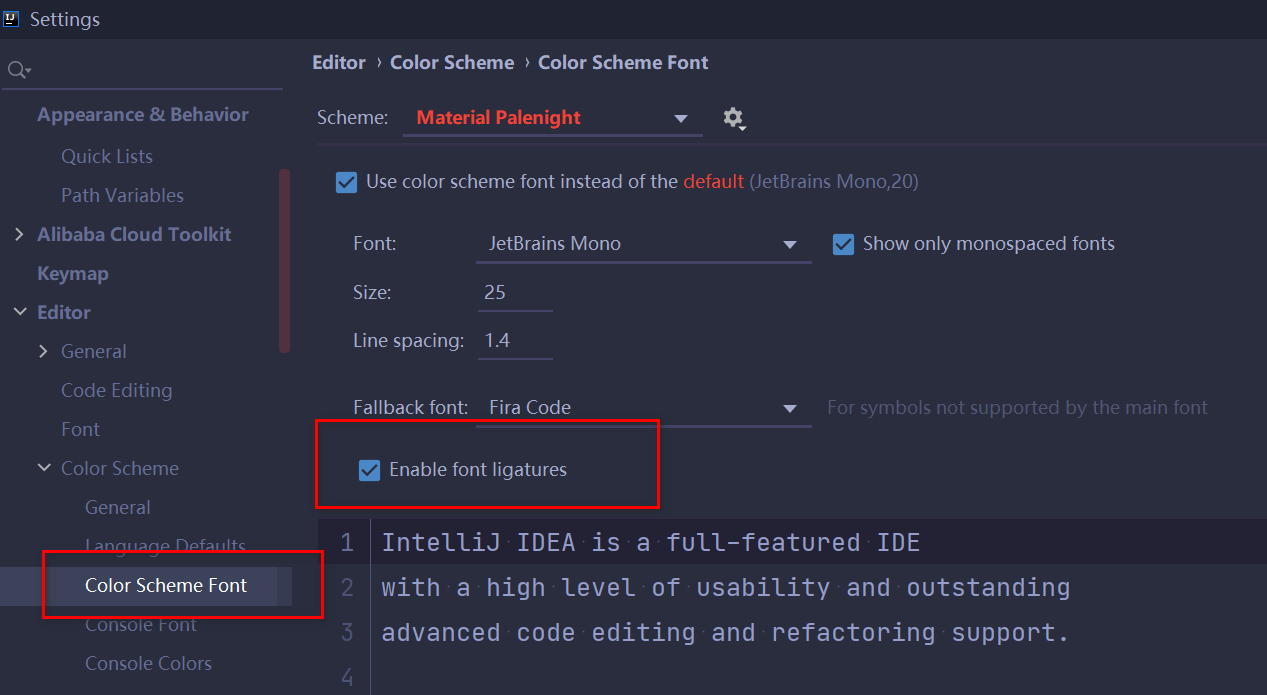 IJ Settings
Appearance & Behavior
Quick Lists
Path Variables
Alibaba Cloud Toolkit
Keymap
Editor
General
Code Editing
Font
Color Scheme
General
Language Defaults
Color Scheme Font
Console Font
Console Colors
Editor › Color Scheme › Color Scheme Font
Scheme: Material Palenight
Use color scheme font instead of the default (JetBrains Mono,20)
Font: JetBrains Mono Show only monospaced fonts
Size: 25
Line spacing: 1.4
Fallback font: Fira Code For symbols not supported by the main font
Enable font ligatures
1 IntelliJ IDEA is a full-featured IDE
2 with a high level of usability and outstanding
3 advanced code editing and refactoring support.
4